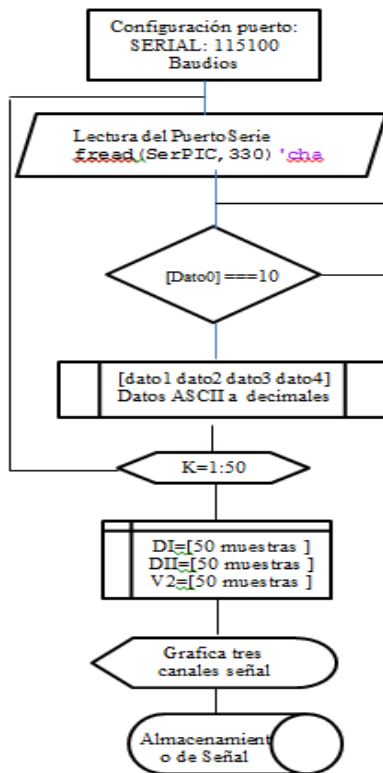 Configuración puerto:
SERIAL: 115100
Baudios
Lectura del PuertoSerie
fread(SerPIC, 330) 'cha
[Dato0] ===10
[dato1 dato2 dato3 dato4]
Datos ASCII a decimales
K=1:50
DI=[50 muestras ]
DII=[50 muestras ]
V2=[50 muestras ]
Grafica tres
canales señal
Almacenamient
o de Señal